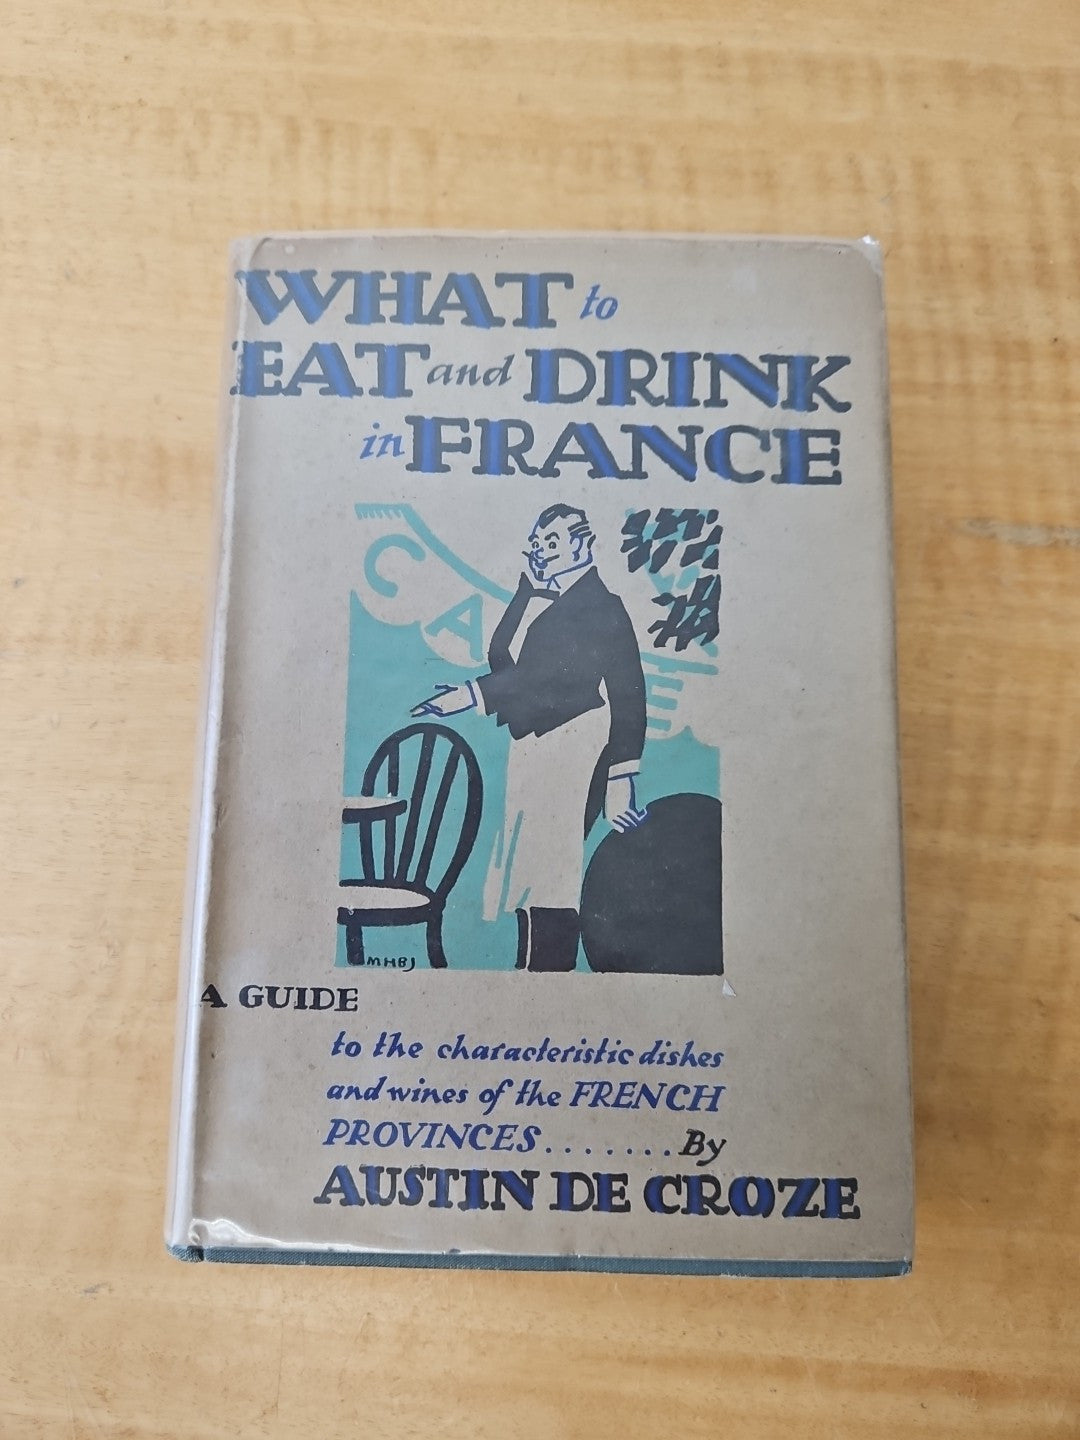 WHAT to
EAT and DRINK
in FRANCE
CA
E
MHBJ
A GUIDE
to the characteristic dishes
and wines of the FRENCH
PROVINCES.......By
AUSTIN DE CROZE